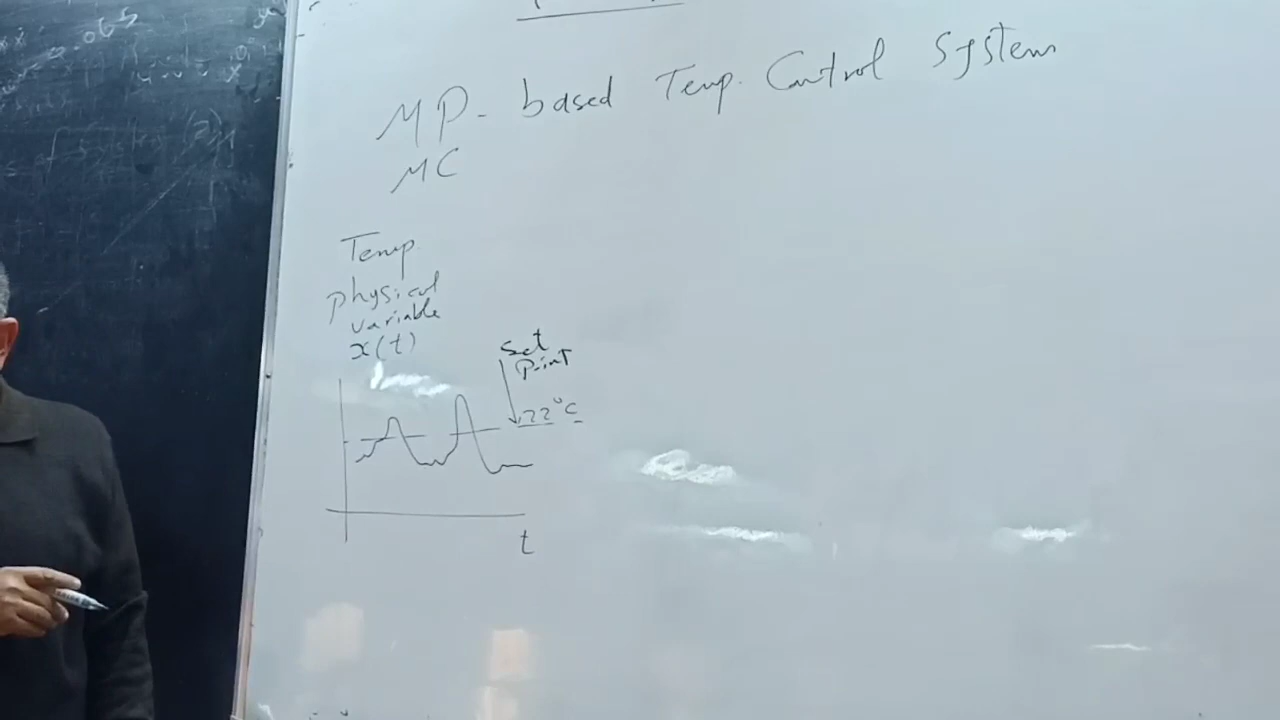 MP-based Temp. Control System
MC
Temp.
physical
variable
x(t)
Set
Point
22°C
t